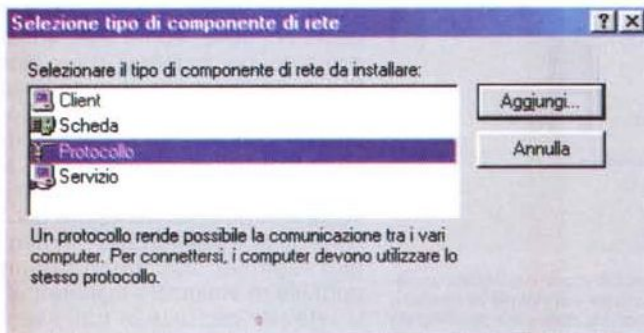 Selezione tipo di componente di rete
Selezionare il tipo di componente di rete da installare:
Client
Scheda
Protocollo
Servizio
Aggiungi...
Annulla
Un protocollo rende possibile la comunicazione tra i vari
computer. Per connettersi, i computer devono utilizzare lo
stesso protocollo.